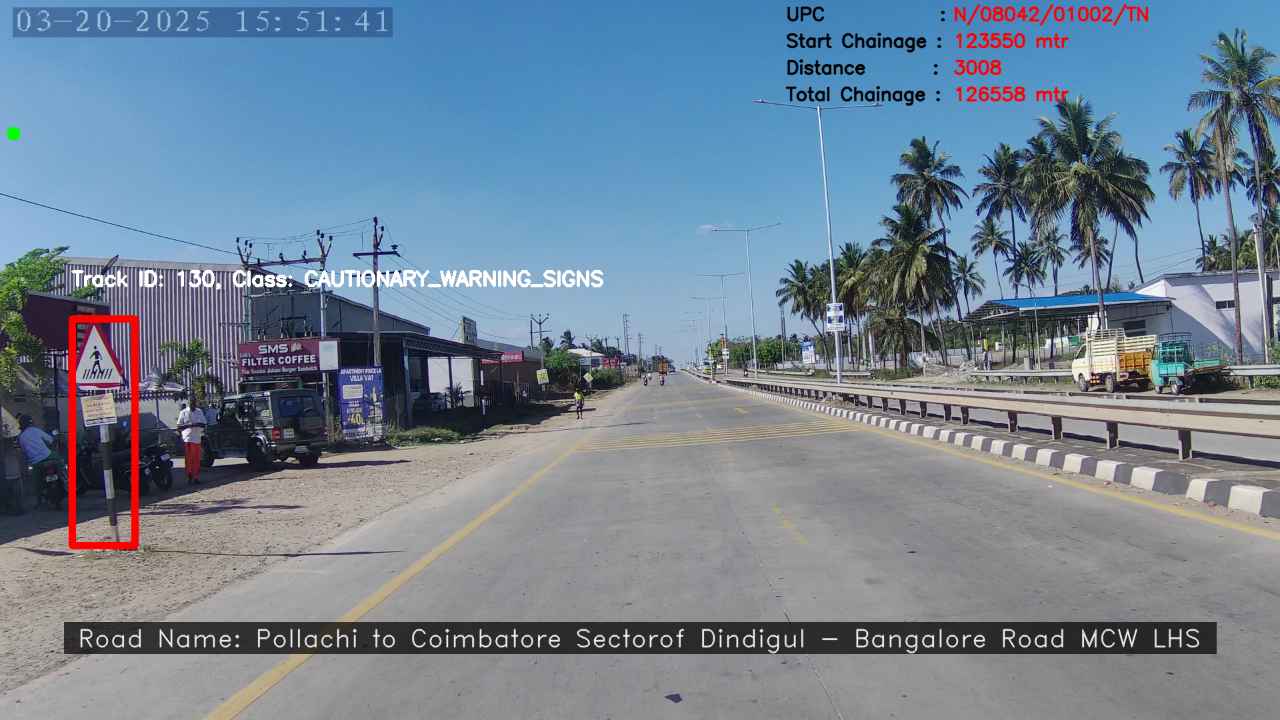 03-20-2025 15:51:41
UPC : N/08042/01002/TN
Start Chainage : 123550 mtr
Distance : 3008
Total Chainage : 126558 mtr
Track ID: 130, Class: CAUTIONARY_WARNING_SIGNS
SMS
FILYER COFFEE
VILLA VAT
Road Name: Pollachi to Coimbatore Sectorof Dindigul - Bangalore Road MCW LHS